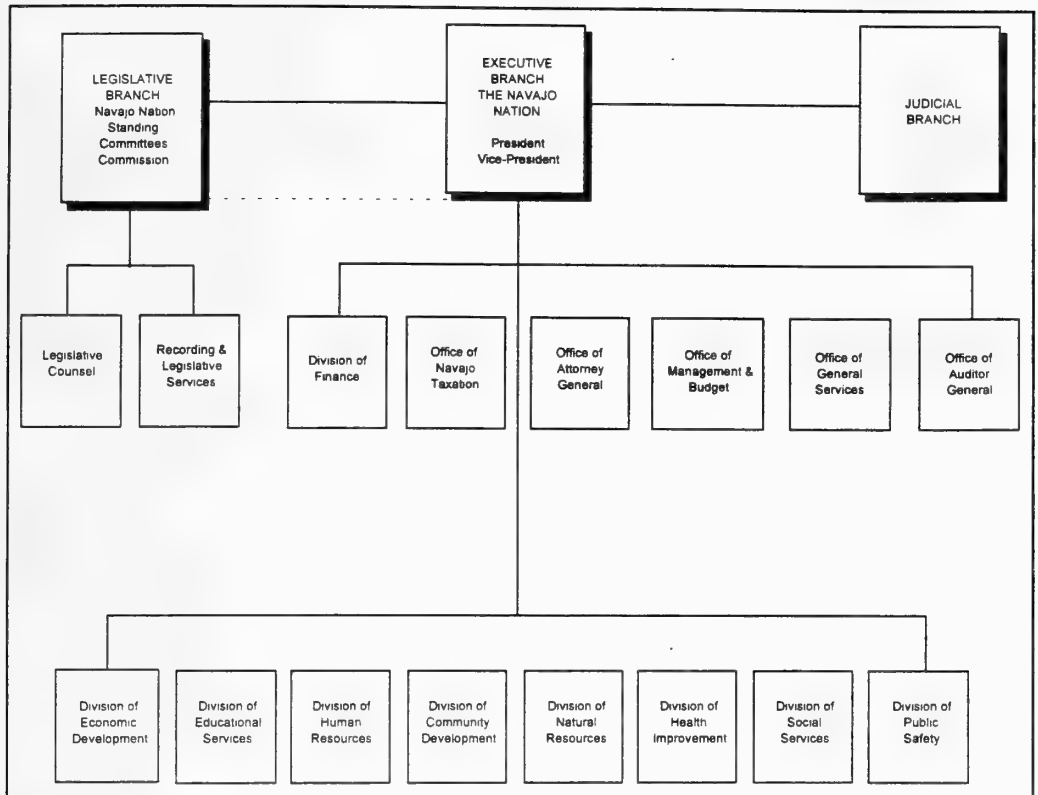 LEGISLATIVE
BRANCH
Navajo Nation
Standing
Committees
Commission
EXECUTIVE
BRANCH
THE NAVAJO
NATION
President
Vice-President
JUDICIAL
BRANCH
Legislative
Counsel
Recording &
Legislative
Services
Division of
Finance
Office of
Navajo
Taxation
Office of
Attorney
General
Office of
Management &
Budget
Office of
General
Services
Office of
Auditor
General
Division of
Economic
Development
Division of
Educational
Services
Division of
Human
Resources
Division of
Community
Development
Division of
Natural
Resources
Division of
Health
Improvement
Division of
Social
Services
Division of
Public
Safety